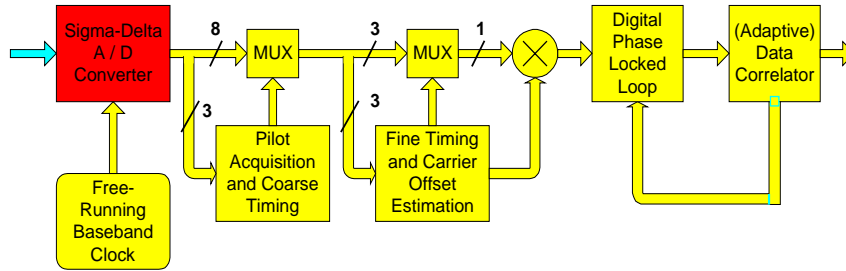 Sigma-Delta
A / D
Converter
8
MUX
3
MUX
1
Digital
Phase
Locked
Loop
(Adaptive)
Data
Correlator
3
3
Pilot
Acquisition
and Coarse
Timing
Fine Timing
and Carrier
Offset
Estimation
Free-
Running
Baseband
Clock